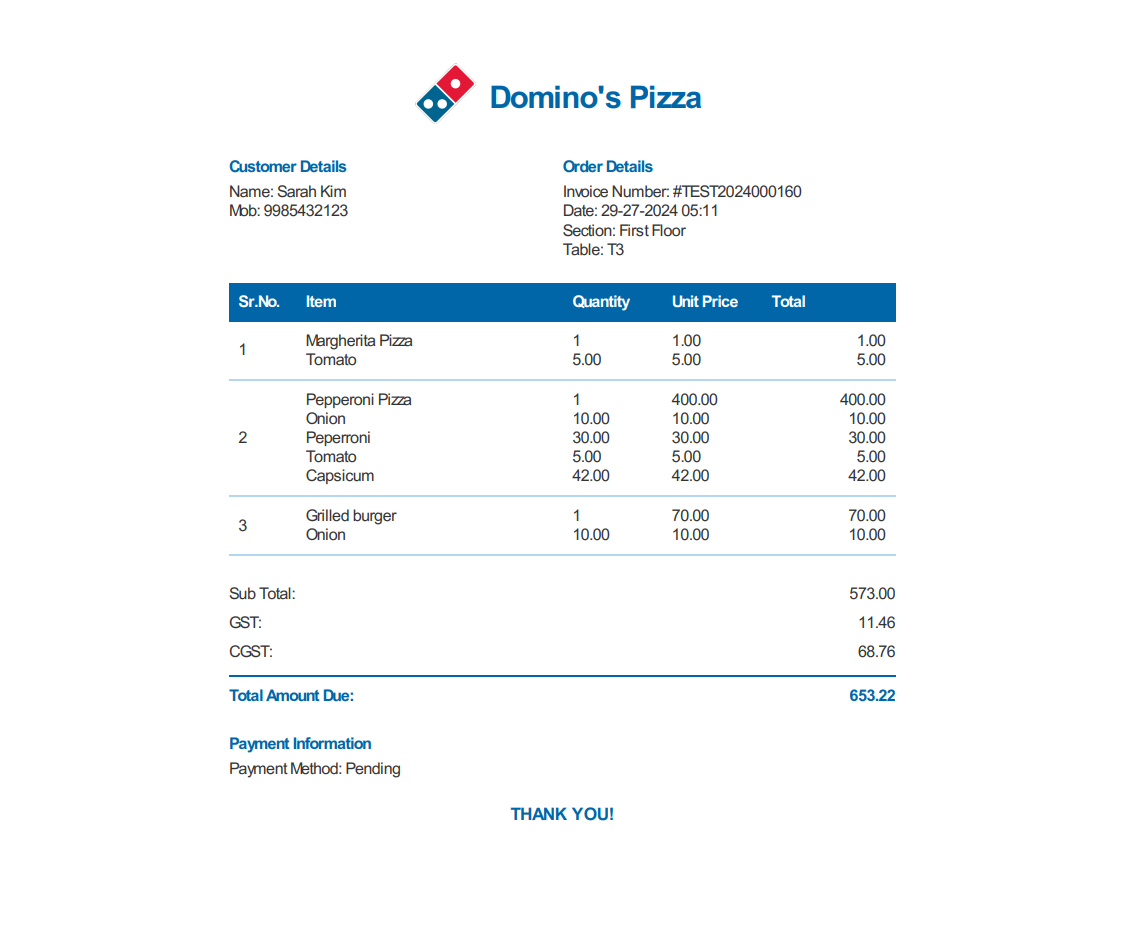 Domino's Pizza
Customer Details
Name: Sarah Kim
Mob: 9985432123
Order Details
Invoice Number: #TEST2024000160
Date: 29-27-2024 05:11
Section: First Floor
Table: T3
Sr.No. Item Quantity Unit Price Total
1
Margherita Pizza 1 1.00 1.00
Tomato 5.00 5.00 5.00
2
Pepperoni Pizza 1 400.00 400.00
Onion 10.00 10.00 10.00
Peperroni 30.00 30.00 30.00
Tomato 5.00 5.00 5.00
Capsicum 42.00 42.00 42.00
3
Grilled burger 1 70.00 70.00
Onion 10.00 10.00 10.00
Sub Total: 573.00
GST: 11.46
CGST: 68.76
Total Amount Due: 653.22
Payment Information
Payment Method: Pending
THANK YOU!